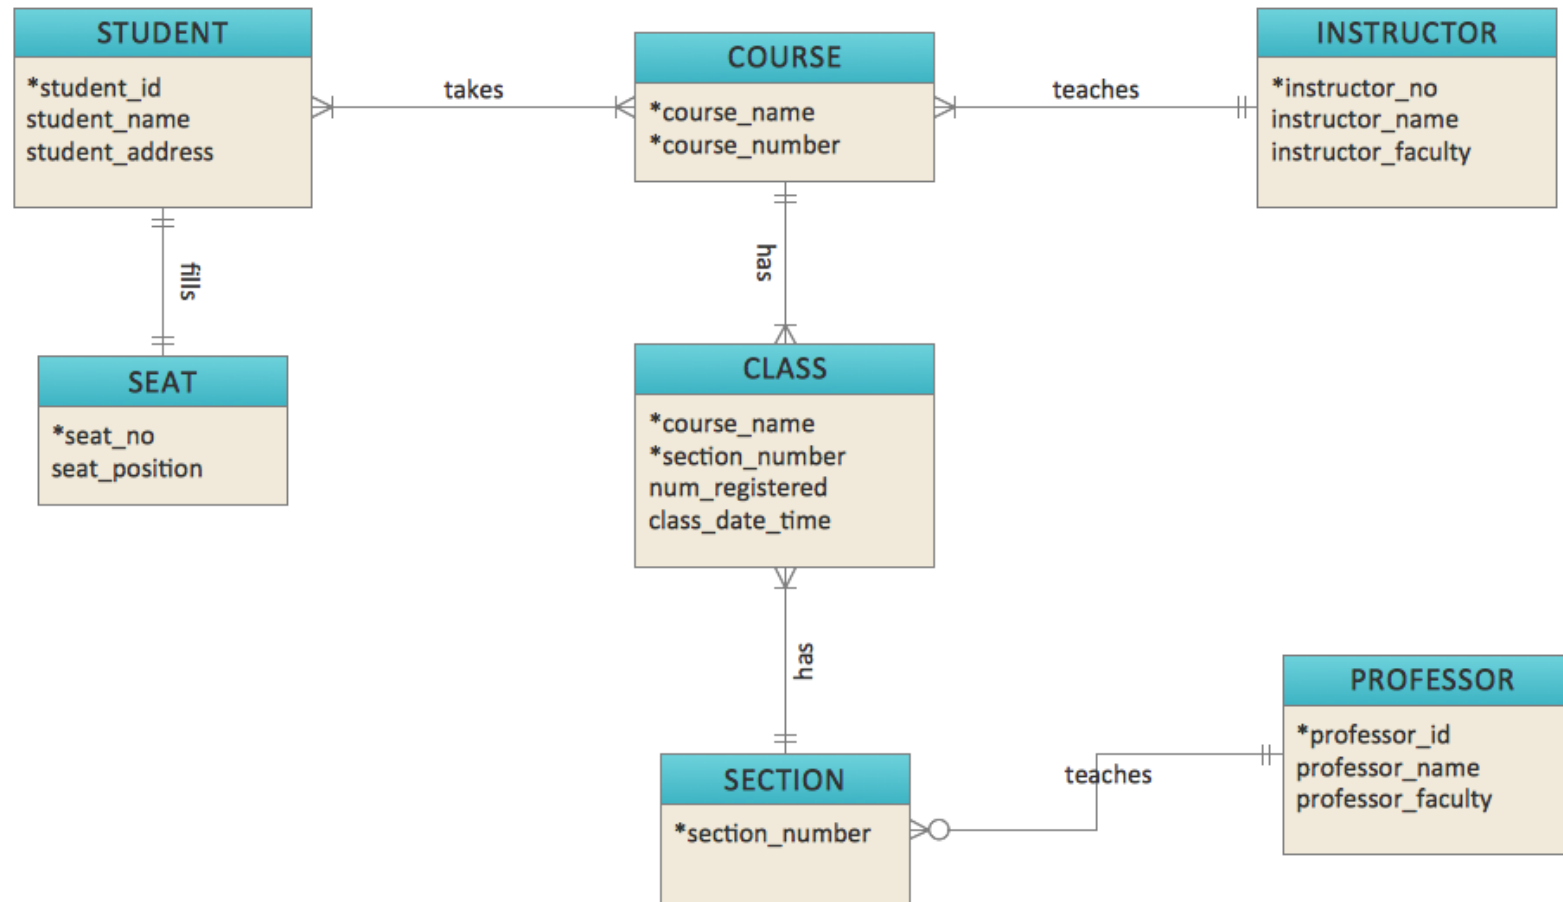 STUDENT
*student_id
student_name
student_address
takes
COURSE
*course_name
*course_number
teaches
INSTRUCTOR
*instructor_no
instructor_name
instructor_faculty
fills
has
SEAT
*seat_no
seat_position
CLASS
*course_name
*section_number
num_registered
class_date_time
has
SECTION
*section_number
teaches
PROFESSOR
*professor_id
professor_name
professor_faculty